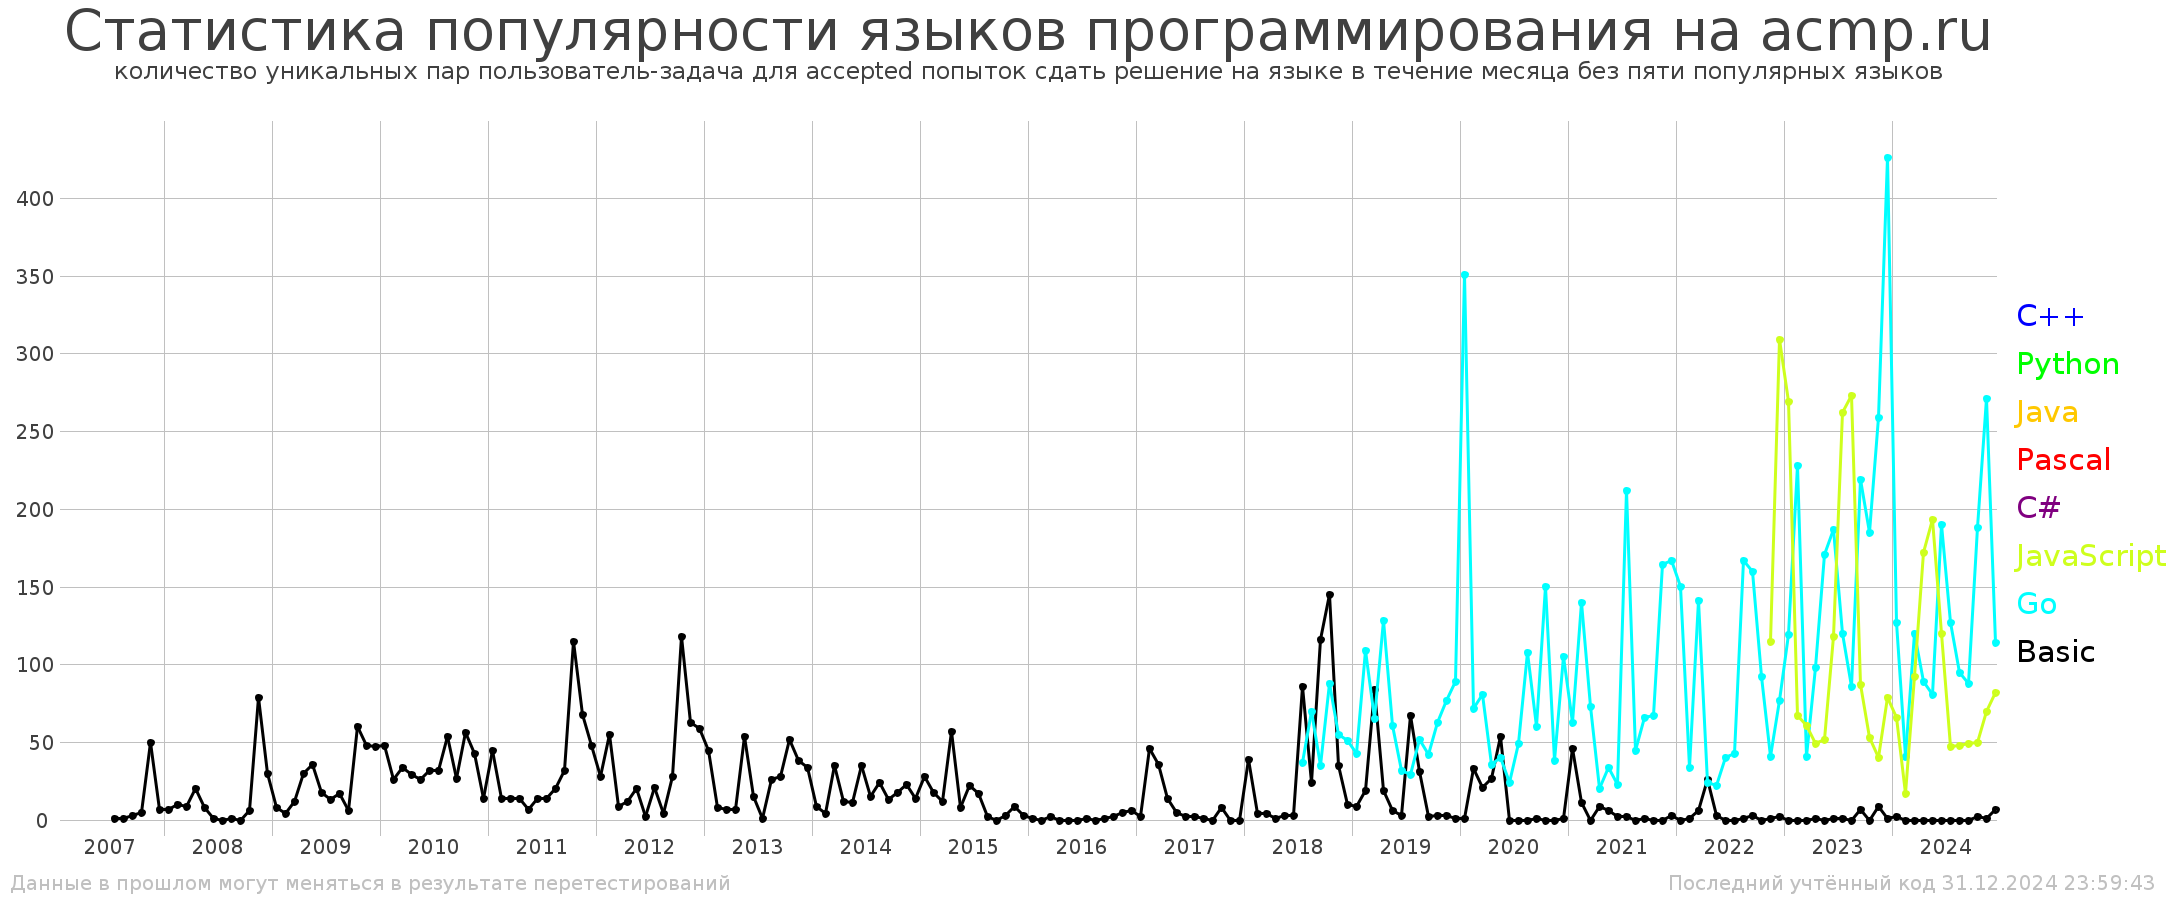 Статистика популярности языков программирования на acmp.ru
количество уникальных пар пользователь-задача для accepted попыток сдать решение на языке в течение месяца без пяти популярных языков
400
350
300
250
200
150
100
50
0
2007 2008 2009 2010 2011 2012 2013 2014 2015 2016 2017 2018 2019 2020 2021 2022 2023 2024
C++
Python
Java
Pascal
C#
JavaScript
Go
Basic
Данные в прошлом могут меняться в результате перетестирований
Последний учтённый код 31.12.2024 23:59:43